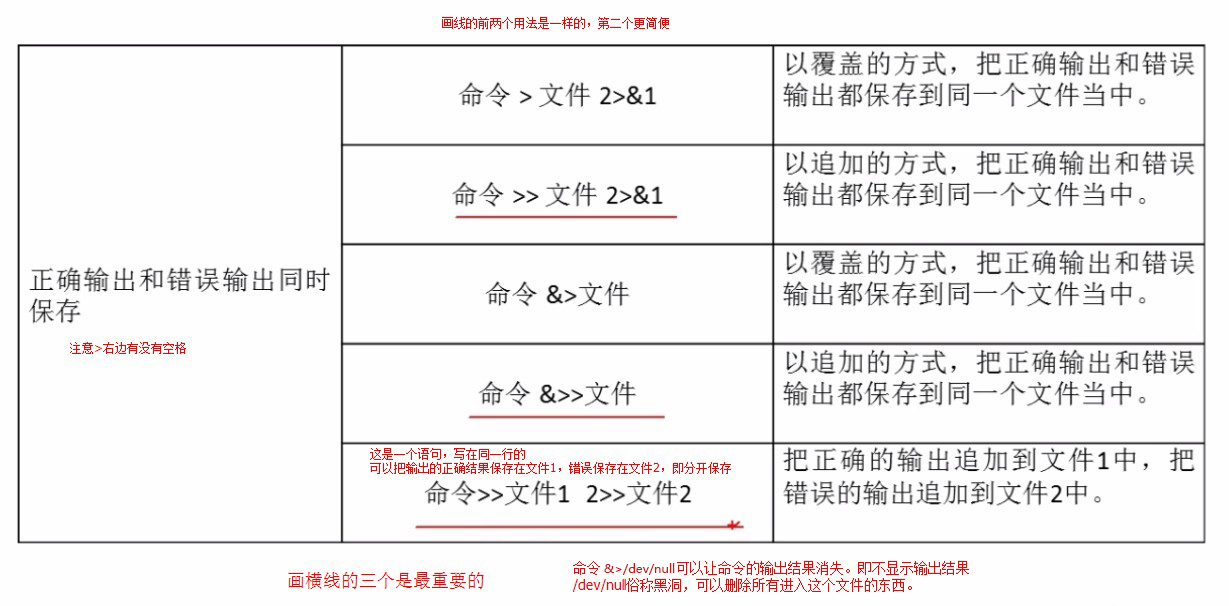 画线的前两个用法是一样的，第二个更简便
正确输出和错误输出同时
保存
注意>右边有没有空格
命令 > 文件 2>&1
以覆盖的方式，把正确输出和错误
输出都保存到同一个文件当中。
命令 >> 文件 2>&1
以追加的方式，把正确输出和错误
输出都保存到同一个文件当中。
命令 &>文件
以覆盖的方式，把正确输出和错误
输出都保存到同一个文件当中。
命令 &>>文件
以追加的方式，把正确输出和错误
输出都保存到同一个文件当中。
这是一个语句，写在同一行的
可以把输出的正确结果保存在文件1，错误保存在文件2，即分开保存
命令>>文件1 2>>文件2
把正确的输出追加到文件1中，把
错误的输出追加到文件2中。
画横线的三个是最重要的
命令 &>/dev/null可以让命令的输出结果消失。即不显示输出结果
/dev/null俗称黑洞，可以删除所有进入这个文件的东西。